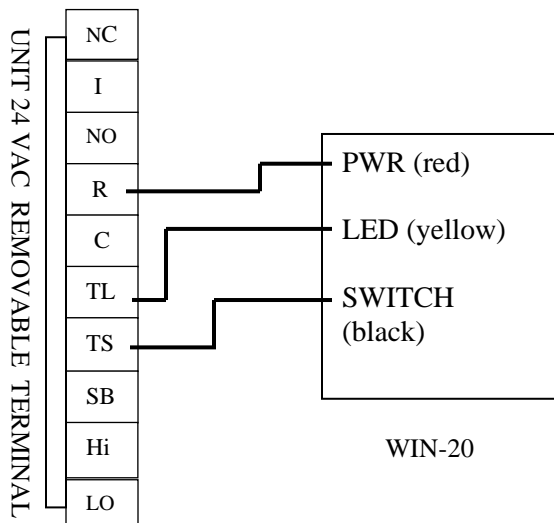 UNIT 24 VAC REMOVABLE TERMINAL
NC
I
NO
R
C
TL
TS
SB
Hi
LO
PWR (red)
LED (yellow)
SWITCH
(black)
WIN-20